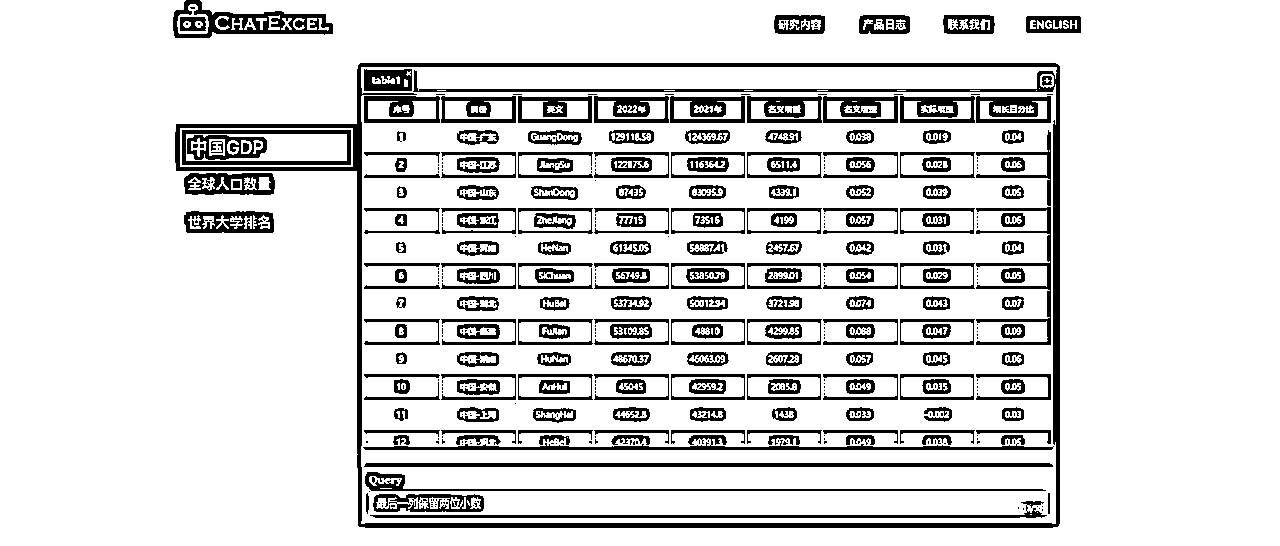 CHATEXCEL 研究内容 产品日志 联系我们 ENGLISH
table1
序号 英文 2022年 2021年 名义增量 名义增速 实际增速 增长百分比
中国GDP
全球人口数量
世界大学排名
1 中国-广东 GuangDong 129118.58 124369.67 4748.91 0.038 0.019 0.04
2 中国-江苏 JiangSu 122875.6 116364.2 6511.4 0.056 0.028 0.06
3 中国-山东 ShanDong 87435 83095.9 4339.1 0.052 0.039 0.05
4 中国-浙江 ZheJiang 77715 73516 4199 0.057 0.031 0.06
5 中国-河南 HeNan 61345.05 58887.41 2457.67 0.042 0.031 0.04
6 中国-四川 SiChuan 56749.8 53850.79 2899.01 0.054 0.029 0.05
7 中国-湖北 HuBei 53734.92 50012.94 3721.98 0.074 0.043 0.07
8 中国-福建 FuJian 53109.85 48810 4299.85 0.088 0.047 0.09
9 中国-湖南 HuNan 48670.37 46063.09 2607.28 0.057 0.045 0.06
10 中国-安徽 AnHui 45045 42959.2 2085.8 0.049 0.035 0.05
11 中国-上海 ShangHai 44652.8 43214.8 1438 0.033 -0.002 0.03
12 中国-河北 HeBei 42370.4 40391.3 1979.1 0.049 0.038 0.05
Query
最后一列保留两位小数